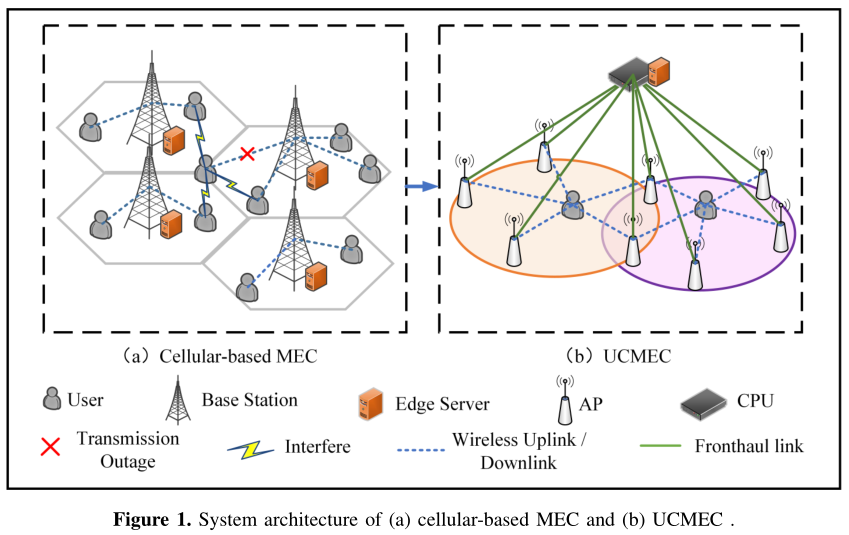 (a) Cellular-based MEC
(b) UCMEC
User
Base Station
Edge Server
AP
CPU
Transmission
Outage
Interfere
Wireless Uplink /
Downlink
Fronthaul link
Figure 1. System architecture of (a) cellular-based MEC and (b) UCMEC .